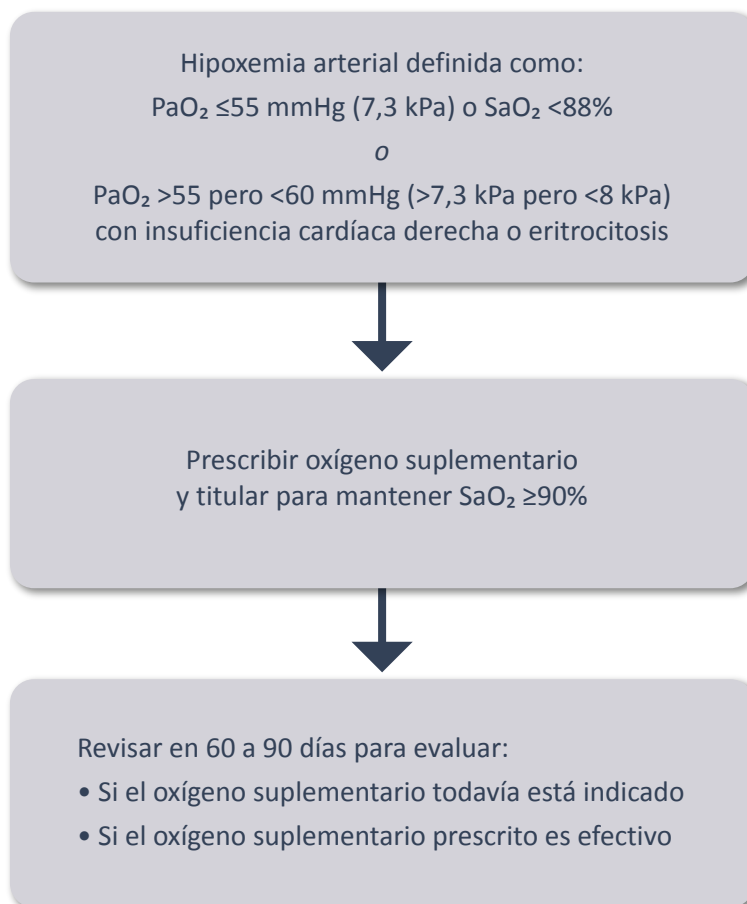 Hipoxemia arterial definida como:
PaO₂ ≤55 mmHg (7,3 kPa) o SaO₂ <88%
o
PaO₂ >55 pero <60 mmHg (>7,3 kPa pero <8 kPa)
con insuficiencia cardíaca derecha o eritrocitosis
Prescribir oxígeno suplementario
y titular para mantener SaO₂ ≥90%
Revisar en 60 a 90 días para evaluar:
• Si el oxígeno suplementario todavía está indicado
• Si el oxígeno suplementario prescrito es efectivo